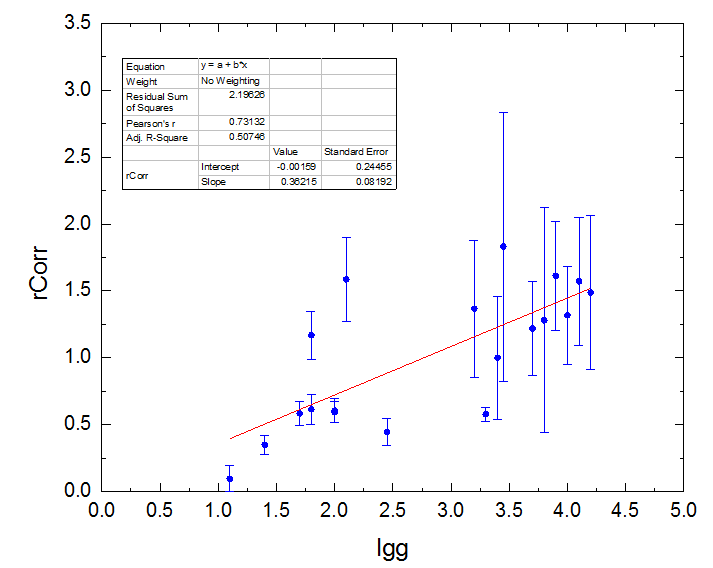 3.5
3.0
2.5
2.0
1.5
1.0
0.5
0.0
rCorr
Equation y = a + b*x
Weight No Weighting
Residual Sum of Squares 2.19626
Pearson's r 0.73132
Adj. R-Square 0.50746
Value Standard Error
rCorr Intercept -0.00159 0.24455
Slope 0.36215 0.08192
0.0 0.5 1.0 1.5 2.0 2.5 3.0 3.5 4.0 4.5 5.0
lgg